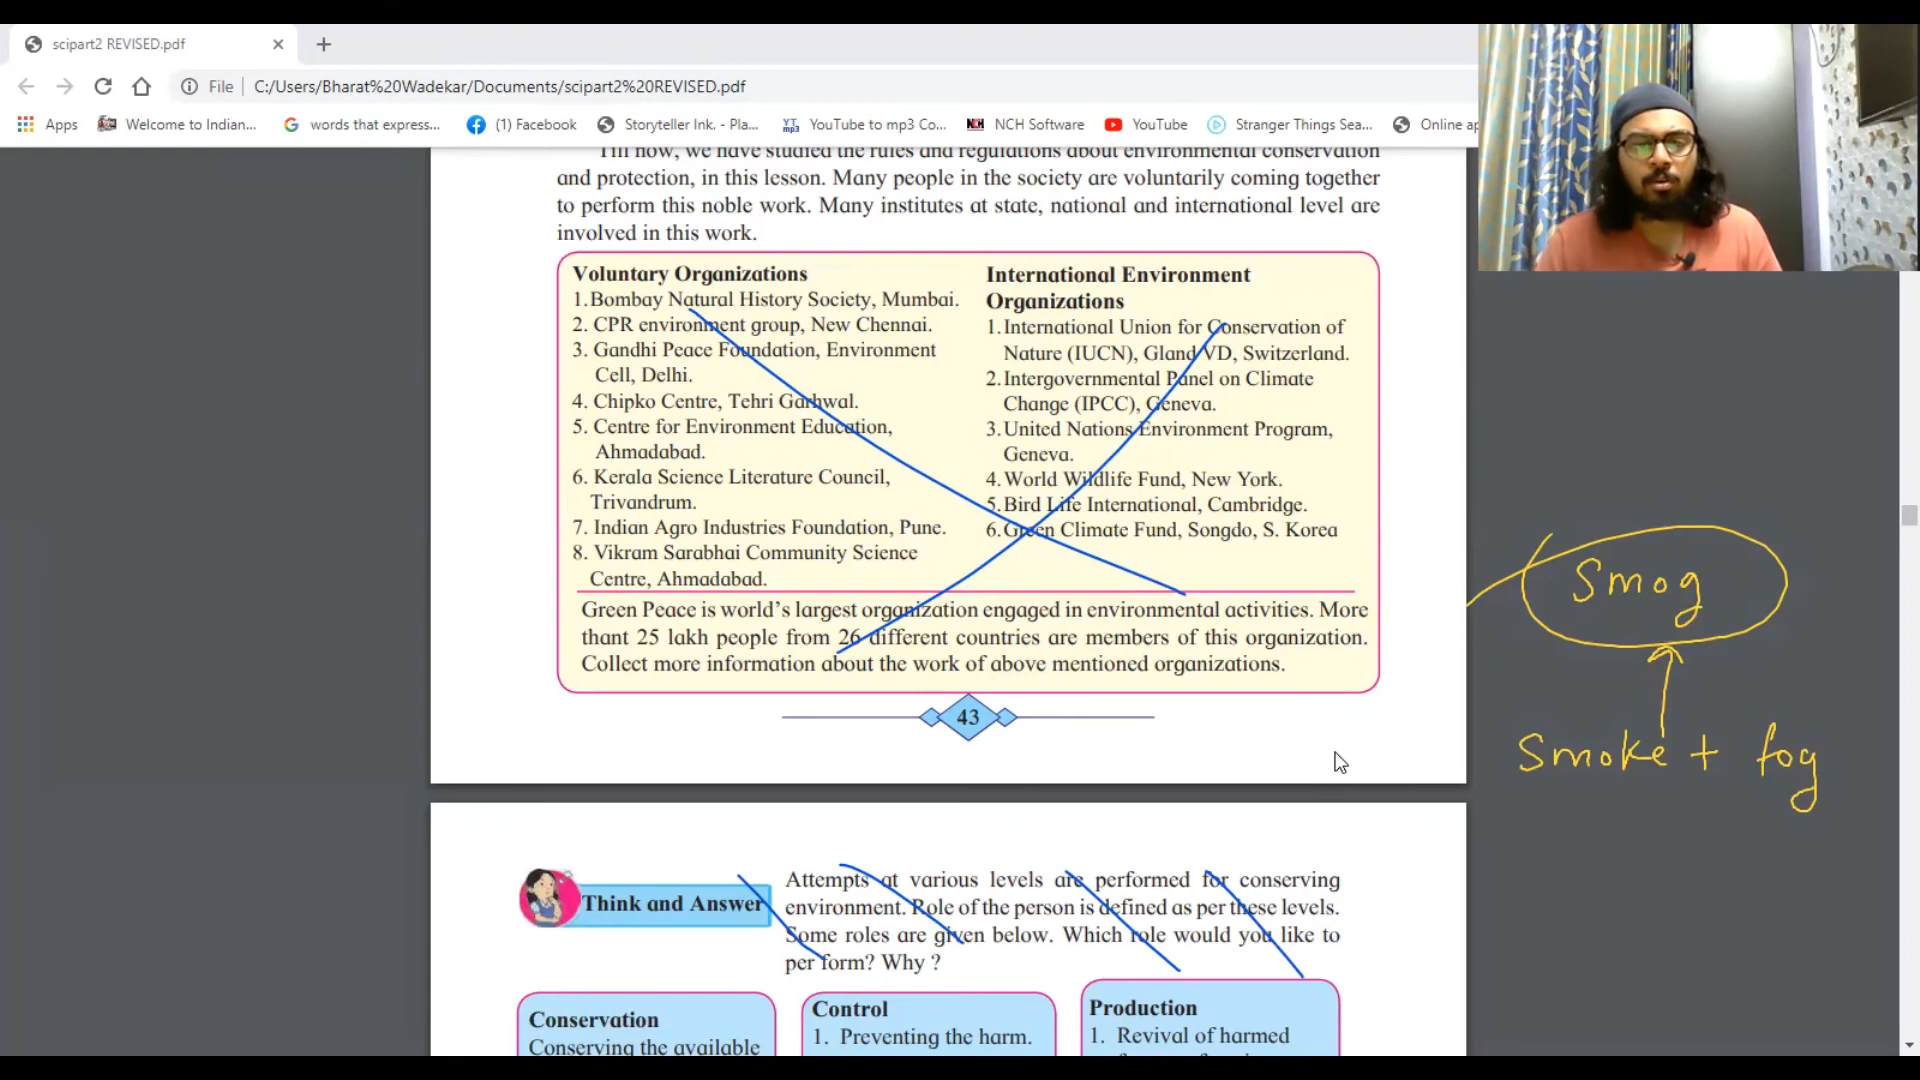 scipart2 REVISED.pdf
File
C:/Users/Bharat%20Wadekar/Documents/scipart2%20REVISED.pdf
Apps
Welcome to Indian...
words that express...
(1) Facebook
Storyteller Ink. - Pla...
YouTube to mp3 Co...
NCH Software
YouTube
Stranger Things Sea...
Online ap
Till now, we have studied the rules and regulations about environmental conservation
and protection, in this lesson. Many people in the society are voluntarily coming together
to perform this noble work. Many institutes at state, national and international level are
involved in this work.
Voluntary Organizations
1.Bombay Natural History Society, Mumbai.
2. CPR environment group, New Chennai.
3. Gandhi Peace Foundation, Environment
Cell, Delhi.
4. Chipko Centre, Tehri Garhwal.
5. Centre for Environment Education,
Ahmadabad.
6. Kerala Science Literature Council,
Trivandrum.
7. Indian Agro Industries Foundation, Pune.
8. Vikram Sarabhai Community Science
Centre, Ahmadabad.
International Environment
Organizations
1.International Union for Conservation of
Nature (IUCN), Gland VD, Switzerland.
2.Intergovernmental Panel on Climate
Change (IPCC), Geneva.
3.United Nations Environment Program,
Geneva.
4.World Wildlife Fund, New York.
5.Bird Life International, Cambridge.
6.Green Climate Fund, Songdo, S. Korea
Green Peace is world's largest organization engaged in environmental activities. More
thant 25 lakh people from 26 different countries are members of this organization.
Collect more information about the work of above mentioned organizations.
43
Smog
Smoke + fog
Think and Answer
Attempts at various levels are performed for conserving
environment. Role of the person is defined as per these levels.
Some roles are given below. Which role would you like to
per form? Why ?
Conservation
Conserving the available
Control
1. Preventing the harm.
Production
1. Revival of harmed